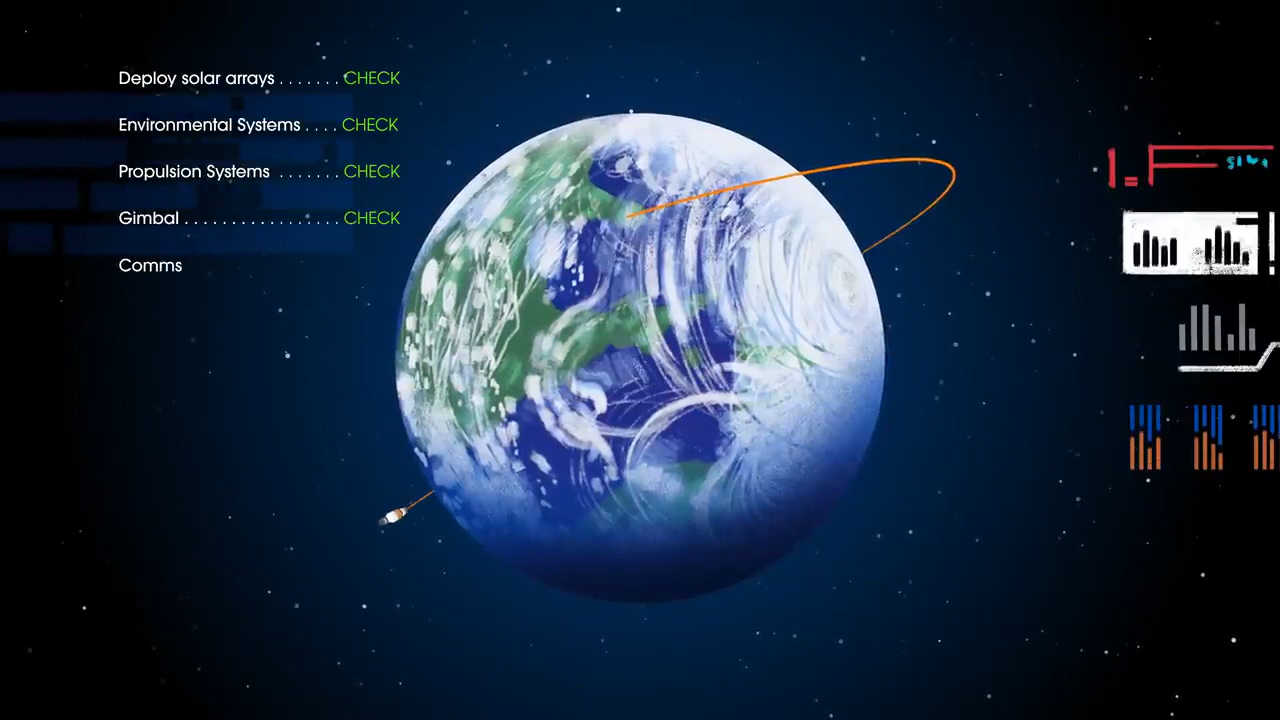 Deploy solar arrays . . . . . . . CHECK
Environmental Systems . . . . CHECK
Propulsion Systems . . . . . . . CHECK
Gimbal . . . . . . . . . . . . . . . . CHECK
Comms